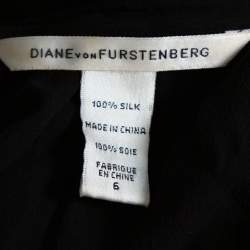 DIANE VON FURSTENBERG
100% SILK
MADE IN CHINA
100% SOIE
FABRIQUE
EN CHINE
6